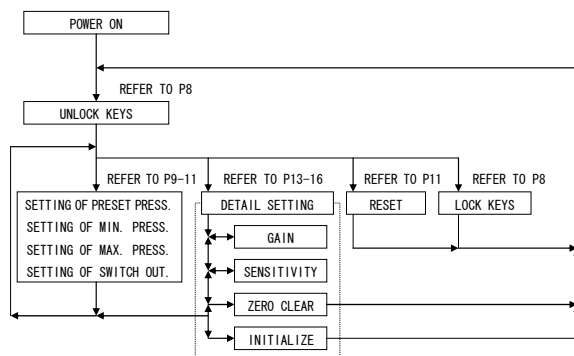 POWER ON
REFER TO P8
UNLOCK KEYS
REFER TO P9-11
REFER TO P13-16
REFER TO P11
REFER TO P8
SETTING OF PRESET PRESS.
SETTING OF MIN. PRESS.
SETTING OF MAX. PRESS.
SETTING OF SWITCH OUT.
DETAIL SETTING
RESET
LOCK KEYS
GAIN
SENSITIVITY
ZERO CLEAR
INITIALIZE